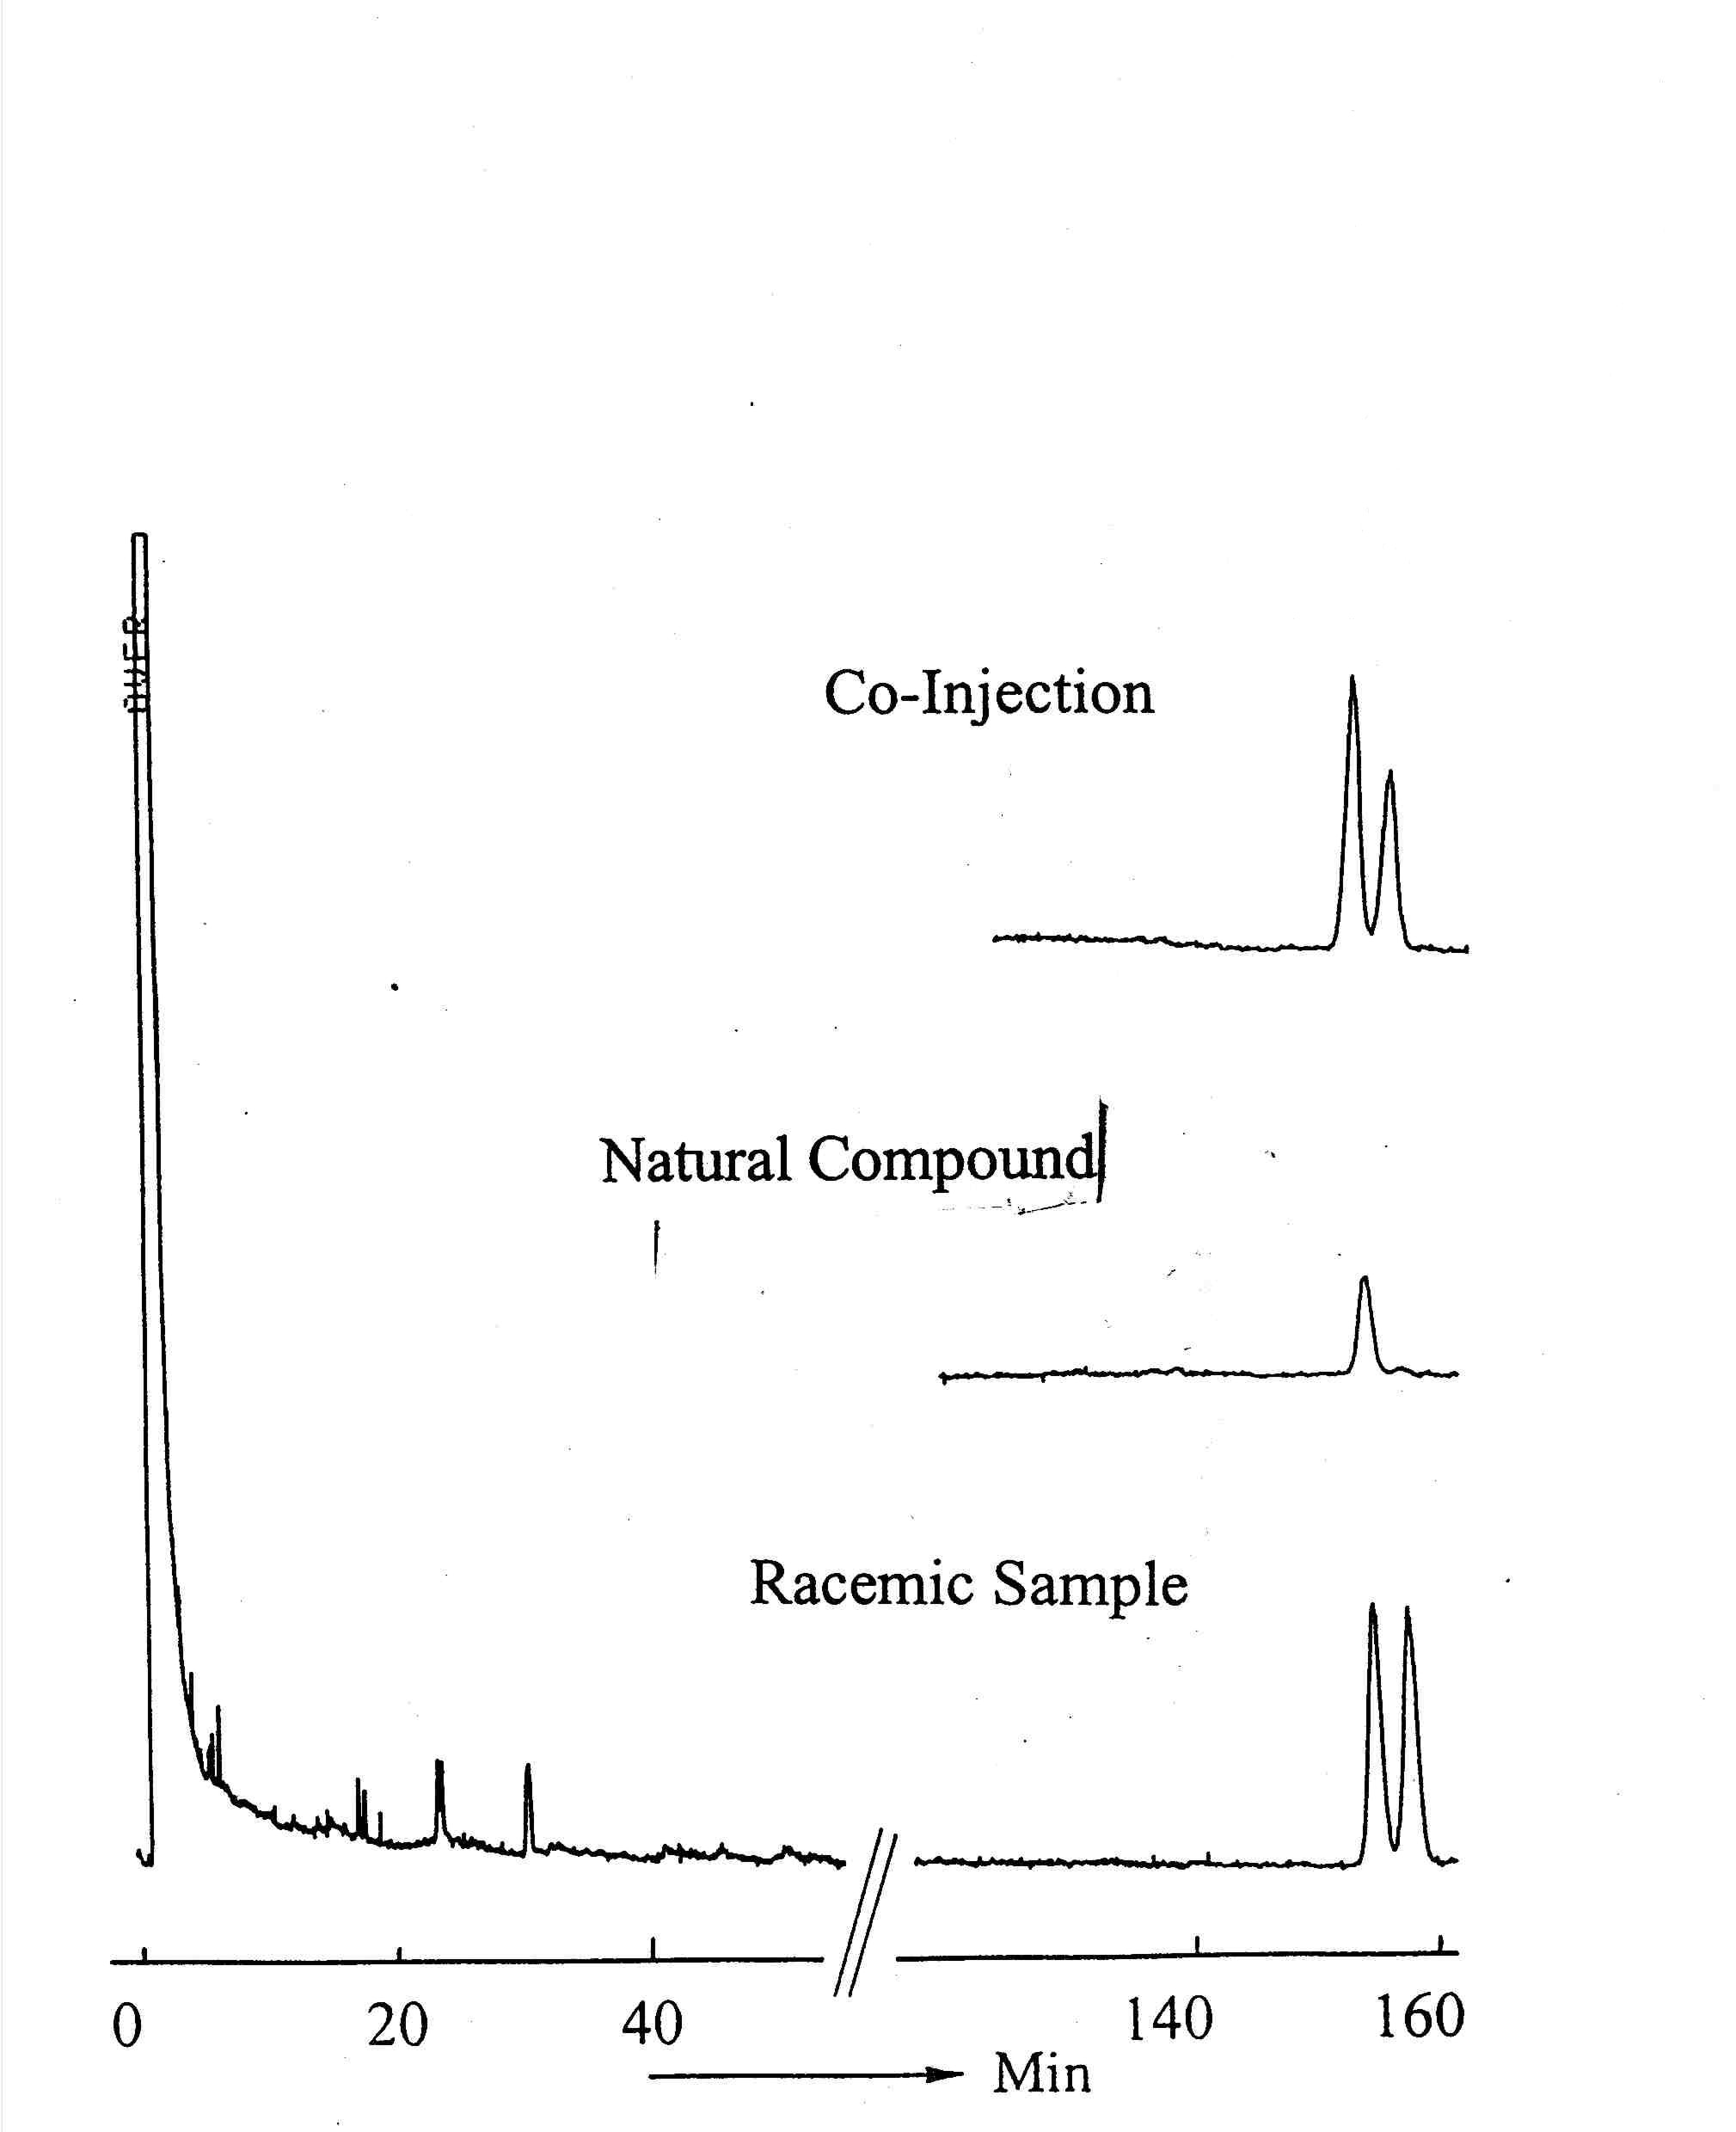 Co-Injection
Natural Compound
Racemic Sample
0 20 40 140 160
Min